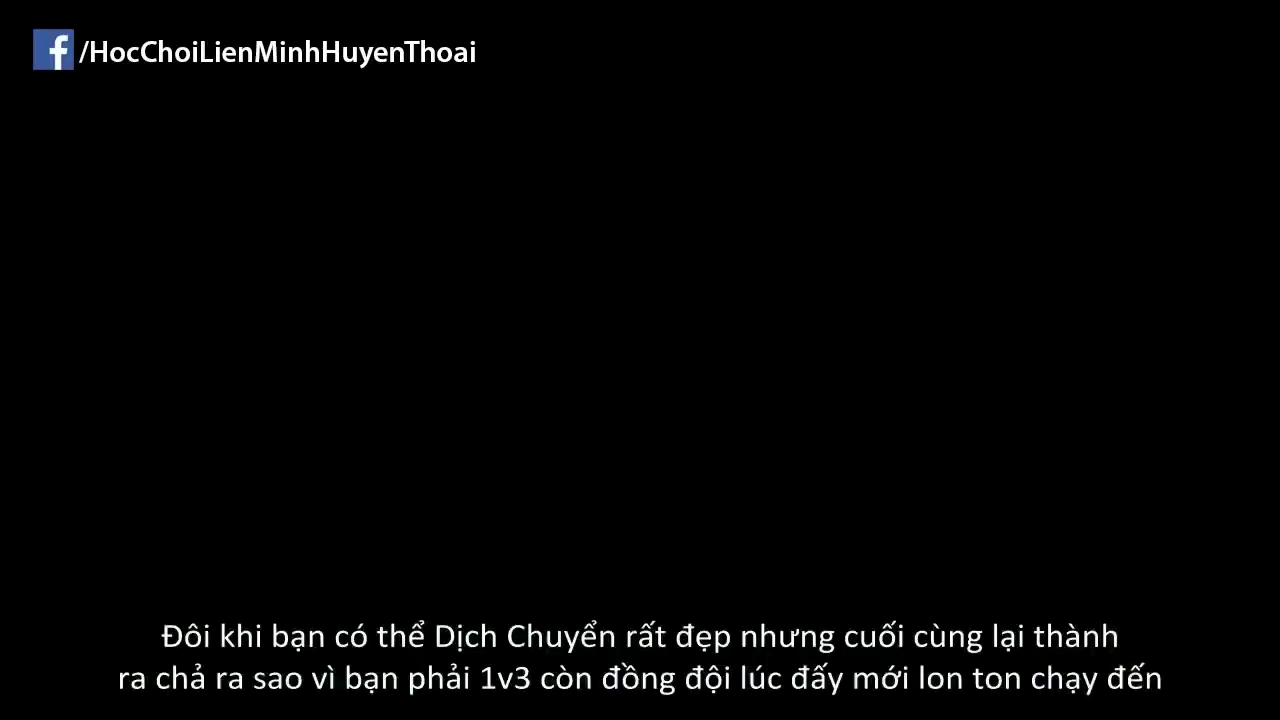 /HocChoiLienMinhHuyenThoai
Đôi khi bạn có thể Dịch Chuyển rất đẹp nhưng cuối cùng lại thành
ra chả ra sao vì bạn phải 1v3 còn đồng đội lúc đấy mới lon ton chạy đến